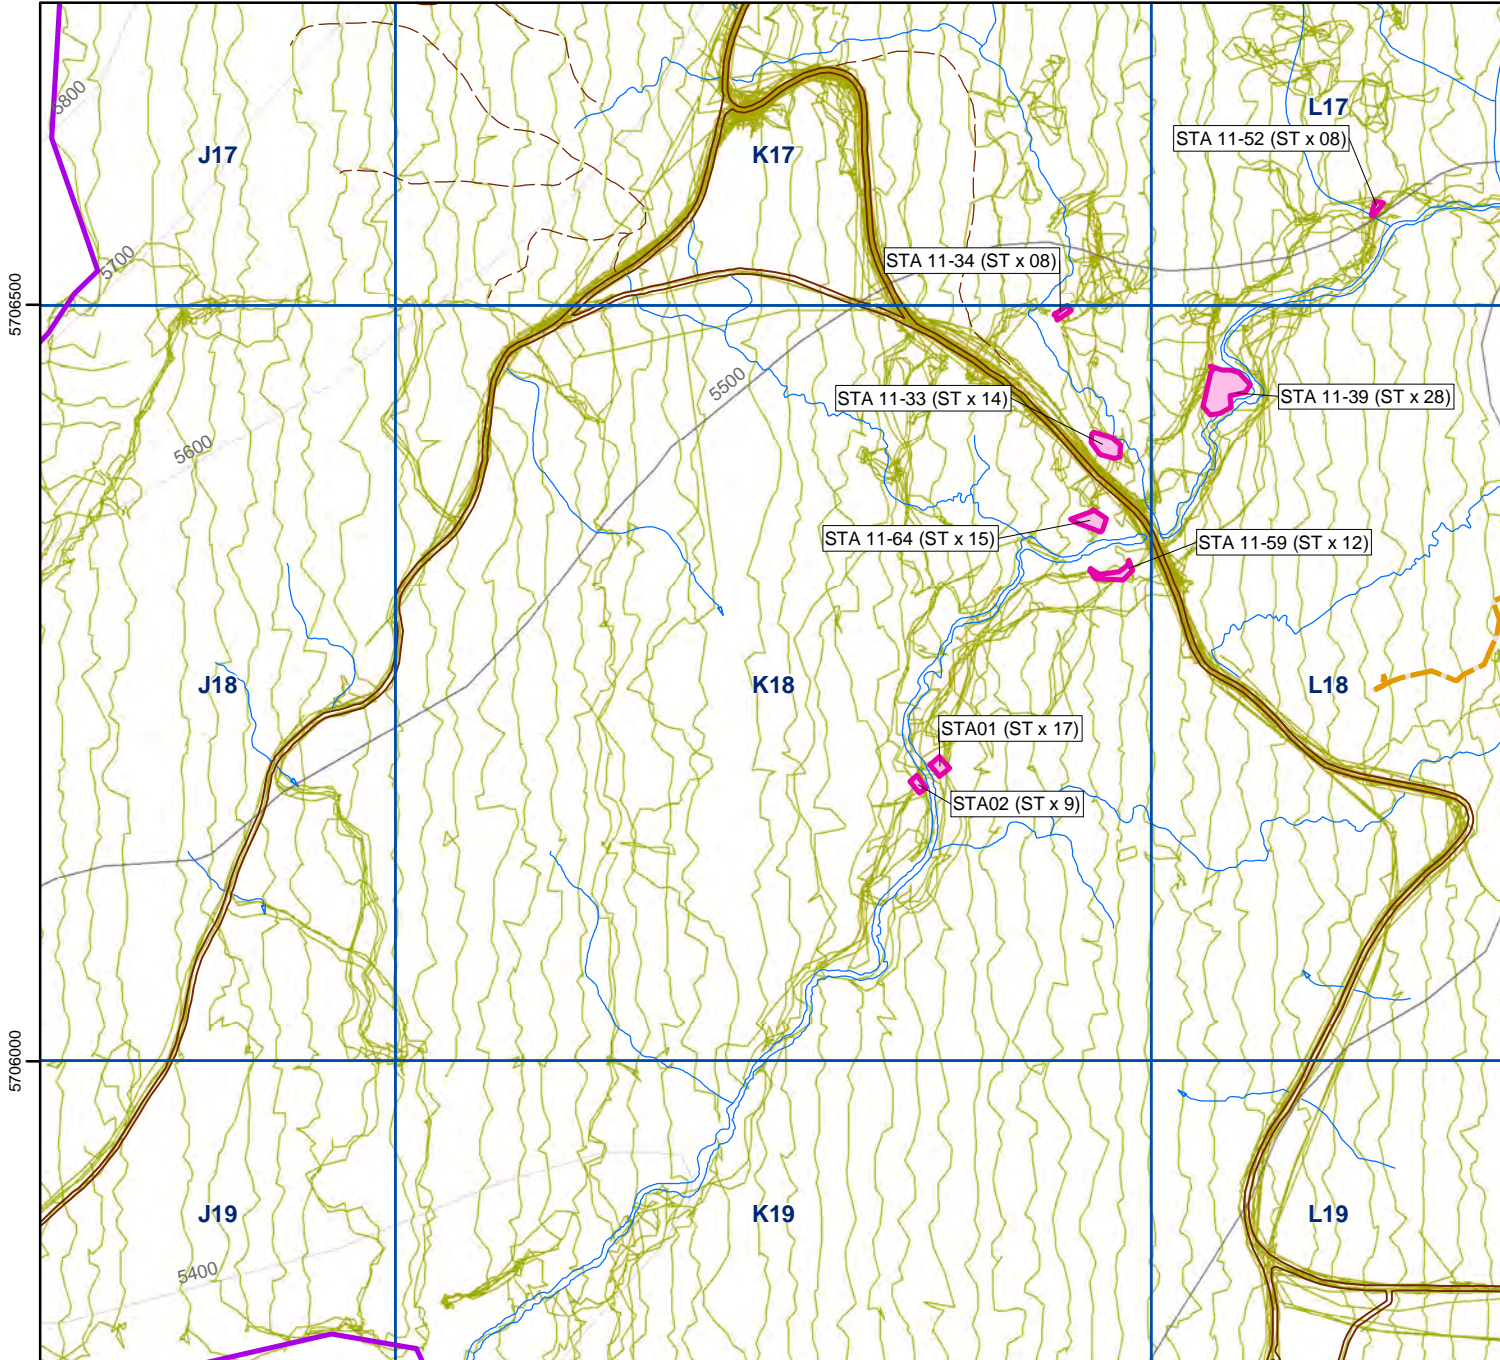 5800
L17
STA 11-52 (ST x 08)
J17
K17
5700
STA 11-34 (ST x 08)
5706500
5500
STA 11-39 (ST x 28)
STA 11-33 (ST x 14)
5600
STA 11-64 (ST x 15)
STA 11-59 (ST x 12)
J18
K18
L18
STA01 (ST x 17)
STA02 (ST x 9)
5706000
J19
K19
L19
5400